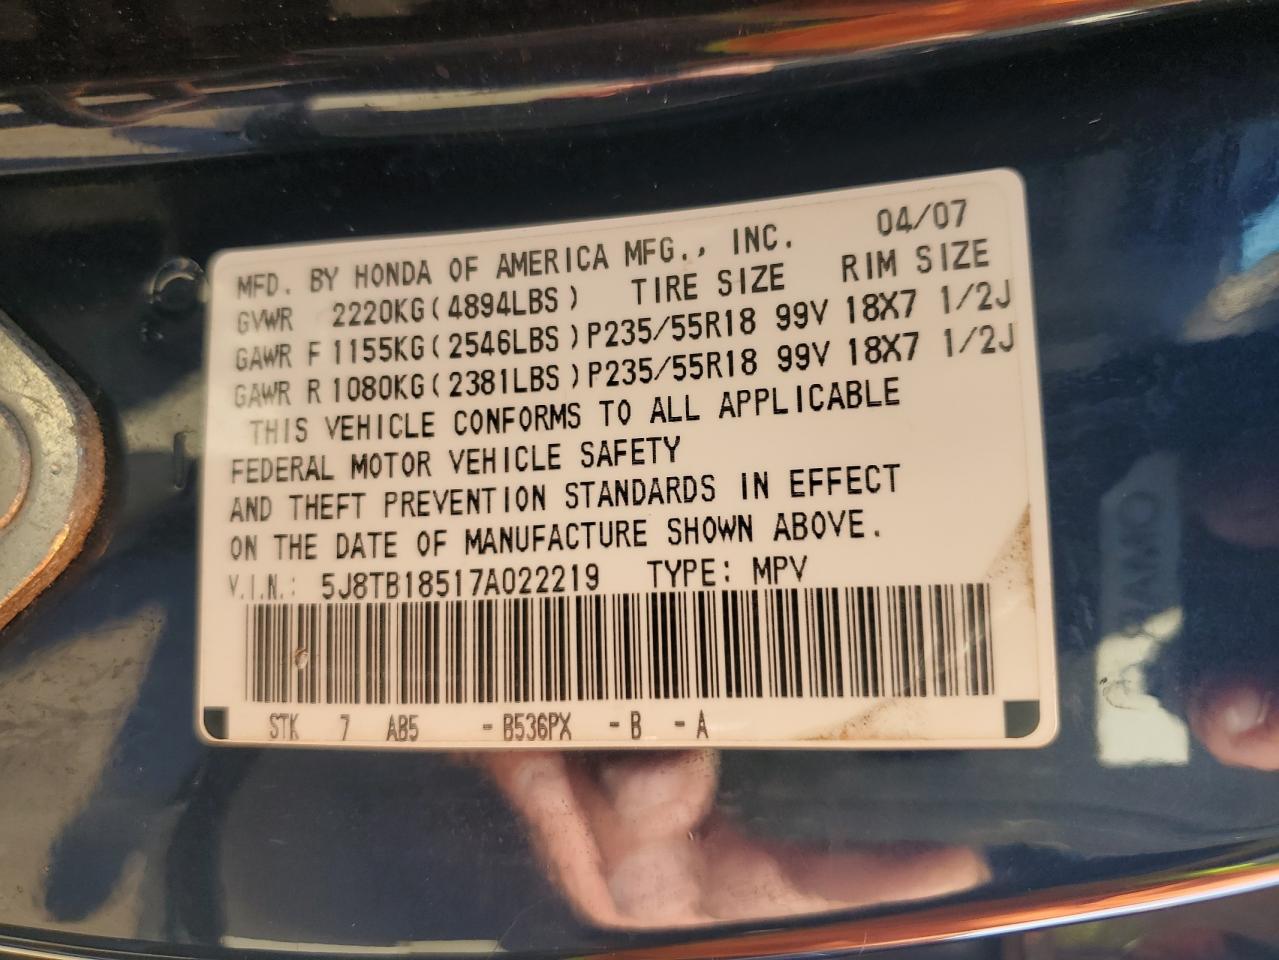 MFD. BY HONDA OF AMERICA MFG., INC. 04/07
GVWR 2220KG(4894LBS) TIRE SIZE RIM SIZE
GAWR F 1155KG(2546LBS)P235/55R18 99V 18X7 1/2J
GAWR R 1080KG(2381LBS)P235/55R18 99V 18X7 1/2J
THIS VEHICLE CONFORMS TO ALL APPLICABLE
FEDERAL MOTOR VEHICLE SAFETY
AND THEFT PREVENTION STANDARDS IN EFFECT
ON THE DATE OF MANUFACTURE SHOWN ABOVE.
V.I.N.: 5J8TB18517A022219 TYPE: MPV
STK 7 AB5 -B536PX -B -A